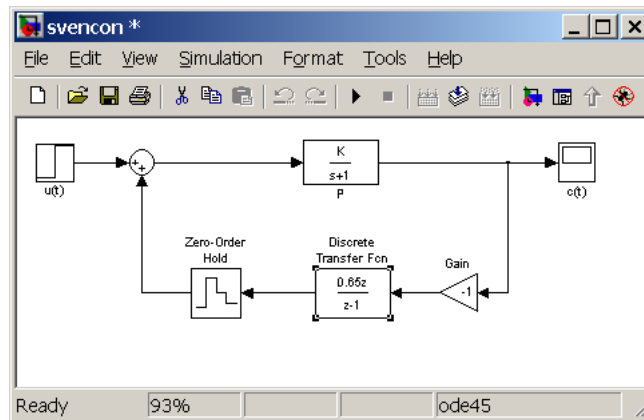 svencon *
File Edit View Simulation Format Tools Help
u(t)
+
+
K
s+1
P
c(t)
Zero-Order
Hold
Discrete
Transfer Fcn
0.65z
z-1
Gain
-1
Ready 93% ode45